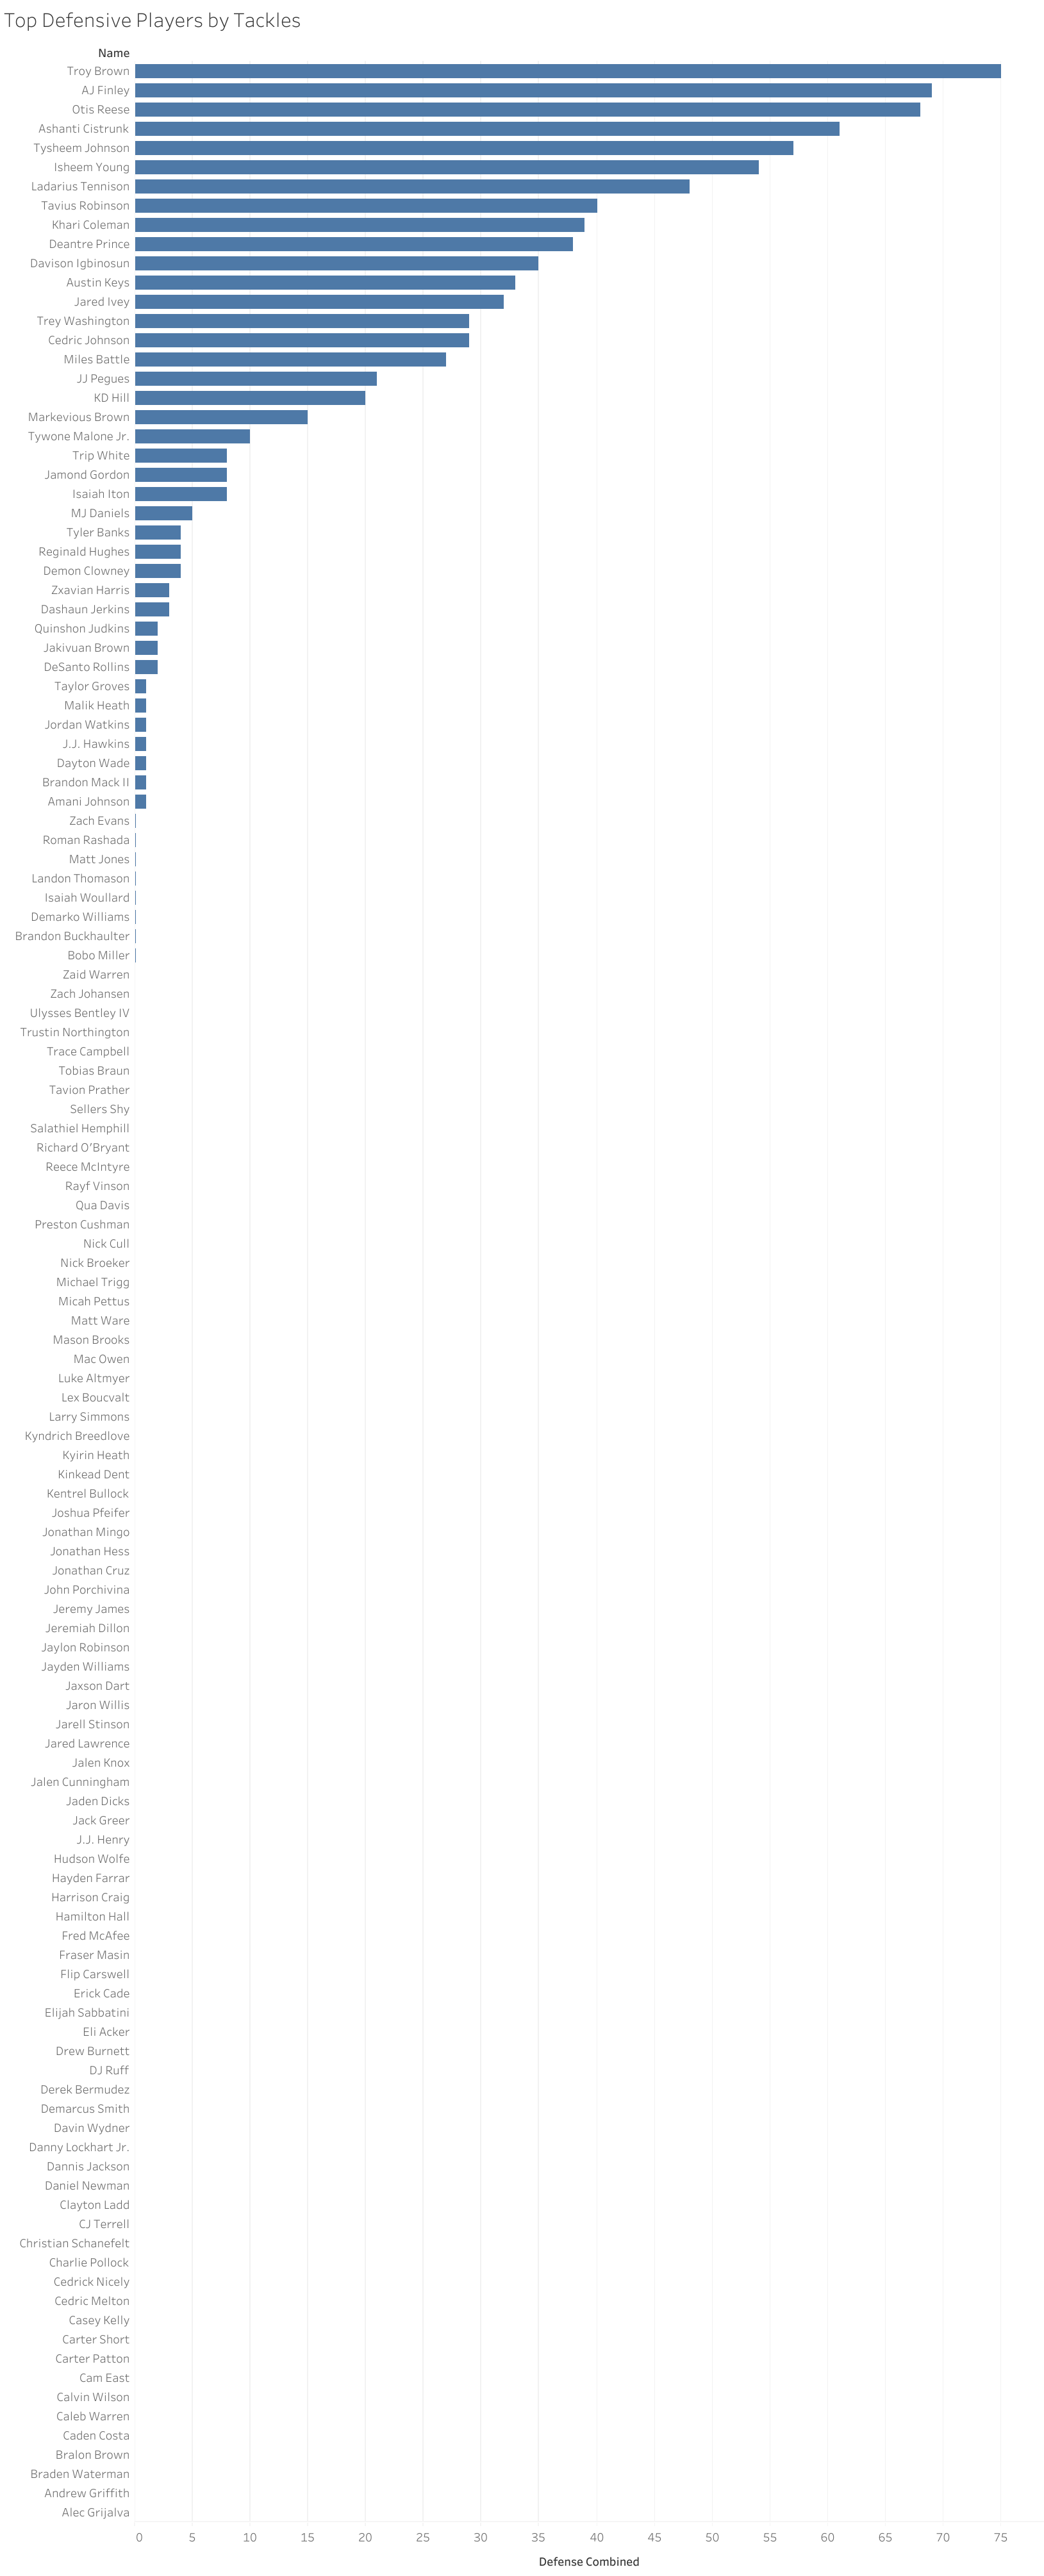 Top Defensive Players by Tackles
Name
Troy Brown
AJ Finley
Otis Reese
Ashanti Cistrunk
Tysheem Johnson
Isheem Young
Ladarius Tennison
Tavius Robinson
Khari Coleman
Deantre Prince
Davison Igbinosun
Austin Keys
Jared Ivey
Trey Washington
Cedric Johnson
Miles Battle
JJ Pegues
KD Hill
Markevious Brown
Tywone Malone Jr.
Trip White
Jamond Gordon
Isaiah Iton
MJ Daniels
Tyler Banks
Reginald Hughes
Demon Clowney
Zxavian Harris
Dashaun Jerkins
Quinshon Judkins
Jakivuan Brown
DeSanto Rollins
Taylor Groves
Malik Heath
Jordan Watkins
J.J. Hawkins
Dayton Wade
Brandon Mack II
Amani Johnson
Zach Evans
Roman Rashada
Matt Jones
Landon Thomason
Isaiah Woullard
Demarko Williams
Brandon Buckhaulter
Bobo Miller
Zaid Warren
Zach Johansen
Ulysses Bentley IV
Trustin Northington
Trace Campbell
Tobias Braun
Tavion Prather
Sellers Shy
Salathiel Hemphill
Richard O'Bryant
Reece McIntyre
Rayf Vinson
Qua Davis
Preston Cushman
Nick Cull
Nick Broeker
Michael Trigg
Micah Pettus
Matt Ware
Mason Brooks
Mac Owen
Luke Altmyer
Lex Boucvalt
Larry Simmons
Kyndrich Breedlove
Kyirin Heath
Kinkead Dent
Kentrel Bullock
Joshua Pfeifer
Jonathan Mingo
Jonathan Hess
Jonathan Cruz
John Porchivina
Jeremy James
Jeremiah Dillon
Jaylon Robinson
Jayden Williams
Jaxson Dart
Jaron Willis
Jarell Stinson
Jared Lawrence
Jalen Knox
Jalen Cunningham
Jaden Dicks
Jack Greer
J.J. Henry
Hudson Wolfe
Hayden Farrar
Harrison Craig
Hamilton Hall
Fred McAfee
Fraser Masin
Flip Carswell
Erick Cade
Elijah Sabbatini
Eli Acker
Drew Burnett
DJ Ruff
Derek Bermudez
Demarcus Smith
Davin Wydner
Danny Lockhart Jr.
Dannis Jackson
Daniel Newman
Clayton Ladd
CJ Terrell
Christian Schanefelt
Charlie Pollock
Cedrick Nicely
Cedric Melton
Casey Kelly
Carter Short
Carter Patton
Cam East
Calvin Wilson
Caleb Warren
Caden Costa
Bralon Brown
Braden Waterman
Andrew Griffith
Alec Grijalva
0 5 10 15 20 25 30 35 40 45 50 55 60 65 70 75
Defense Combined